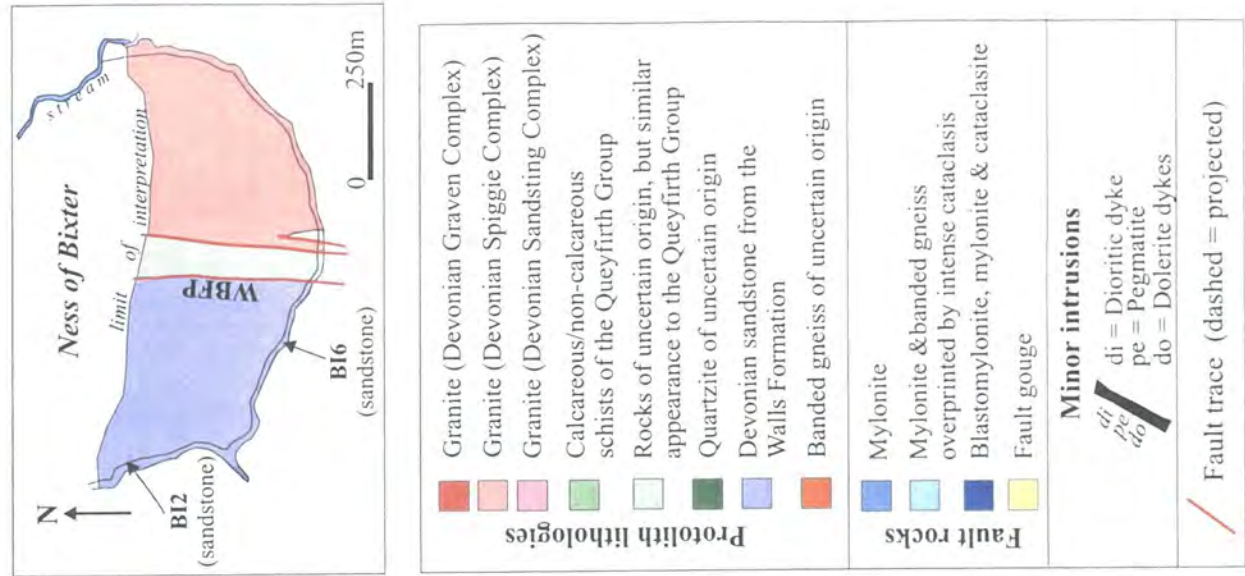 Ness of Bixter
stream
limit of interpretation
N
BI2
(sandstone)
WBFP
BI6
(sandstone)
0 250m
Protolith lithologies
Granite (Devonian Graven Complex)
Granite (Devonian Spiggie Complex)
Granite (Devonian Sandsting Complex)
Calcareous/non-calcareous
schists of the Queyfirth Group
Rocks of uncertain origin, but similar
appearance to the Queyfirth Group
Quartzite of uncertain origin
Devonian sandstone from the
Walls Formation
Banded gneiss of uncertain origin
Fault rocks
Mylonite
Mylonite &banded gneiss
overprinted by intense cataclasis
Blastomylonite, mylonite & cataclasite
Fault gouge
Minor intrusions
di
pe
do
di = Dioritic dyke
pe = Pegmatite
do = Dolerite dykes
Fault trace (dashed = projected)